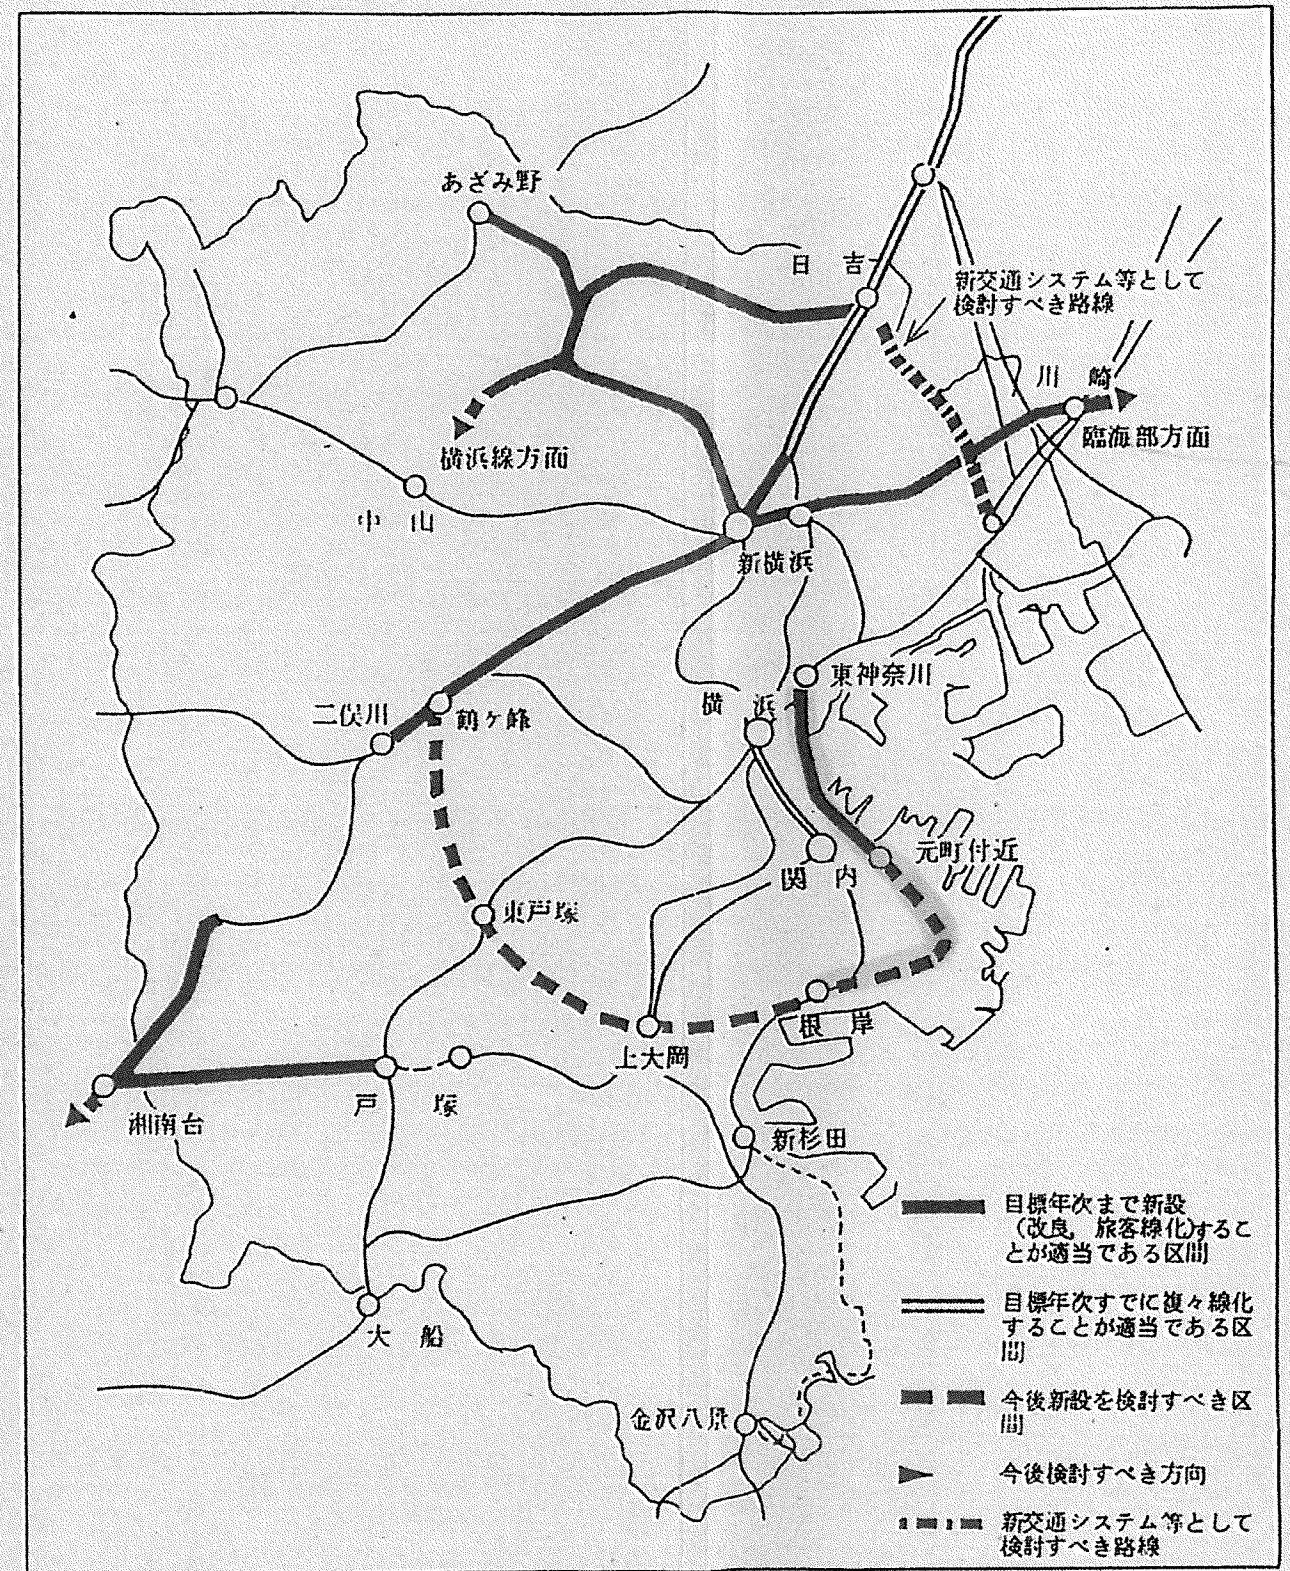 あざみ野
日吉
新交通システム等として
検討すべき路線
川崎
臨海部方面
横浜線方面
中山
新横浜
東神奈川
横浜
二俣川
鶴ケ峰
元町付近
関内
東戸塚
根岸
上大岡
戸塚
湘南台
新杉田
大船
金沢八景
目標年次まで新設
(改良，旅客線化)するこ
とが適当である区間
目標年次すでに複々線化
することが適当である区
間
今後新設を検討すべき区
間
今後検討すべき方向
新交通システム等として
検討すべき路線